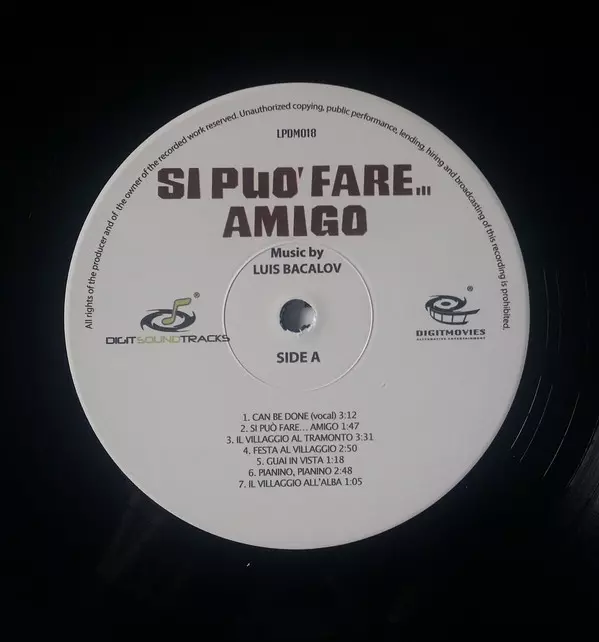 All rights of the producer and of the owner of the recorded work reserved. Unauthorized copying, public performance, lending, hiring and broadcasting of this recording is prohibited.
LPDM018
SI PUO' FARE...
AMIGO
Music by
LUIS BACALOV
®
DIGITSOUNDTRACKS
®
DIGITMOVIES
ALTERNATIVE ENTERTAINMENT
SIDE A
1. CAN BE DONE (vocal) 3:12
2. SI PUÒ FARE... AMIGO 1:47
3. IL VILLAGGIO AL TRAMONTO 3:31
4. FESTA AL VILLAGGIO 2:50
5. GUAI IN VISTA 1:18
6. PIANINO, PIANINO 2:48
7. IL VILLAGGIO ALL'ALBA 1:05